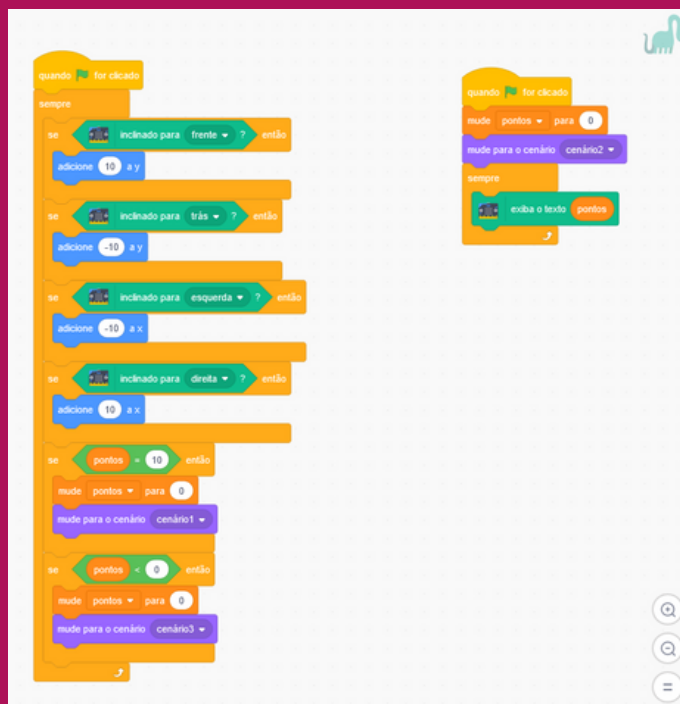 quando for clicado
sempre
se inclinado para frente ? então
adicione 10 a y
se inclinado para trás ? então
adicione -10 a y
se inclinado para esquerda ? então
adicione -10 a x
se inclinado para direita ? então
adicione 10 a x
se pontos = 10 então
mude pontos para 0
mude para o cenário cenário1
se pontos < 0 então
mude pontos para 0
mude para o cenário cenário3
quando for clicado
mude pontos para 0
mude para o cenário cenário2
sempre
exiba o texto pontos